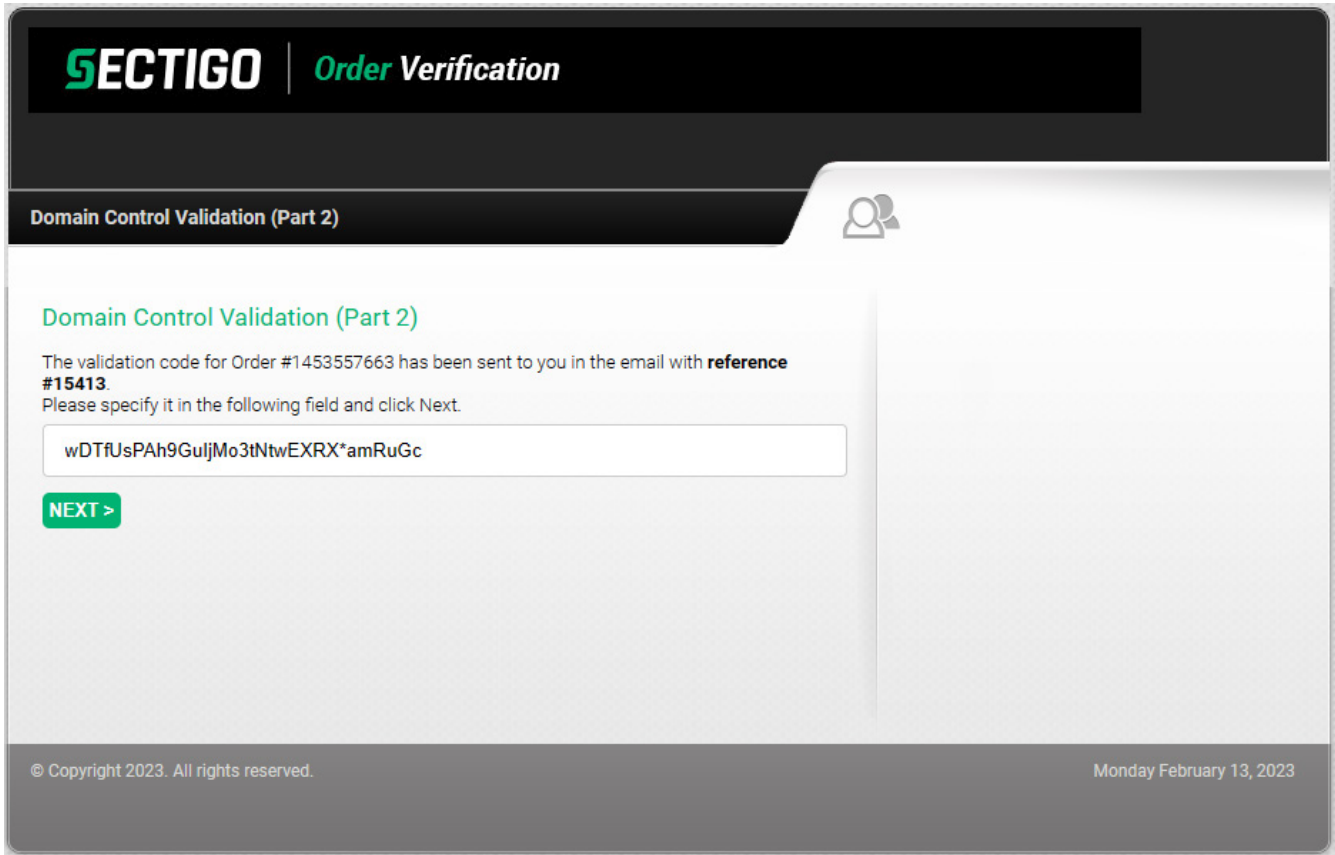 SECTIGO | Order Verification
Domain Control Validation (Part 2)
Domain Control Validation (Part 2)
The validation code for Order #1453557663 has been sent to you in the email with reference
#15413.
Please specify it in the following field and click Next.
wDTfUsPAh9GuljMo3tNtwEXRX*amRuGc
NEXT >
© Copyright 2023. All rights reserved.
Monday February 13, 2023